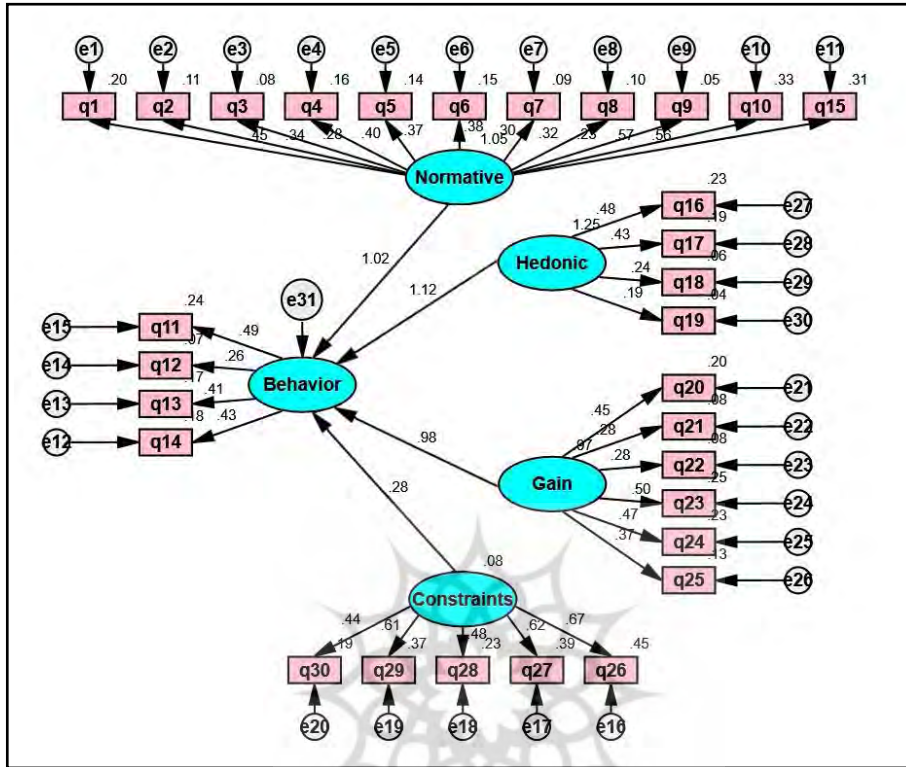 e1 e2 e3 e4 e5 e6 e7 e8 e9 e10 e11
.20 .11 .08 .16 .14 .15 .09 .10 .05 .33 .31
q1 q2 q3 q4 q5 q6 q7 q8 q9 q10 q15
.45 .34 .28 .40 .37 .38 .30 .32 .23 .57 .56
1.05
Normative
.23
.48 q16 e27
1.25 .19
.43 q17 e28
Hedonic .06
.24 q18 e29
.04
.19 q19 e30
1.02
1.12
e31
.24
e15 q11 .49
.07
e14 q12 .26
Behavior
.17
e13 q13 .41
.18
e12 q14 .43
.20
.45 q20 e21
.08
.28 q21 e22
.97 .08
.98 .28 q22 e23
Gain .25
.50 q23 e24
.23
.47 q24 e25
.13
.37 q25 e26
.28
.08
Constraints
.44 .61 .48 .62 .67
.19 .37 .23 .39 .45
q30 q29 q28 q27 q26
e20 e19 e18 e17 e16